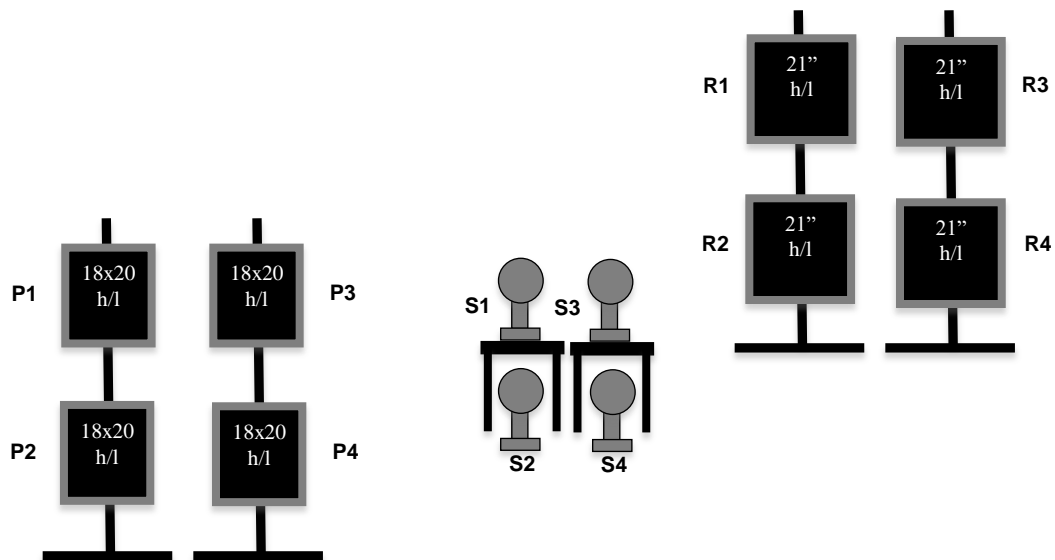 21”
h/l
R1
21”
h/l
R3
21”
h/l
R2
21”
h/l
R4
18x20
h/l
P1
18x20
h/l
P3
S1
S3
18x20
h/l
P2
18x20
h/l
P4
S2
S4